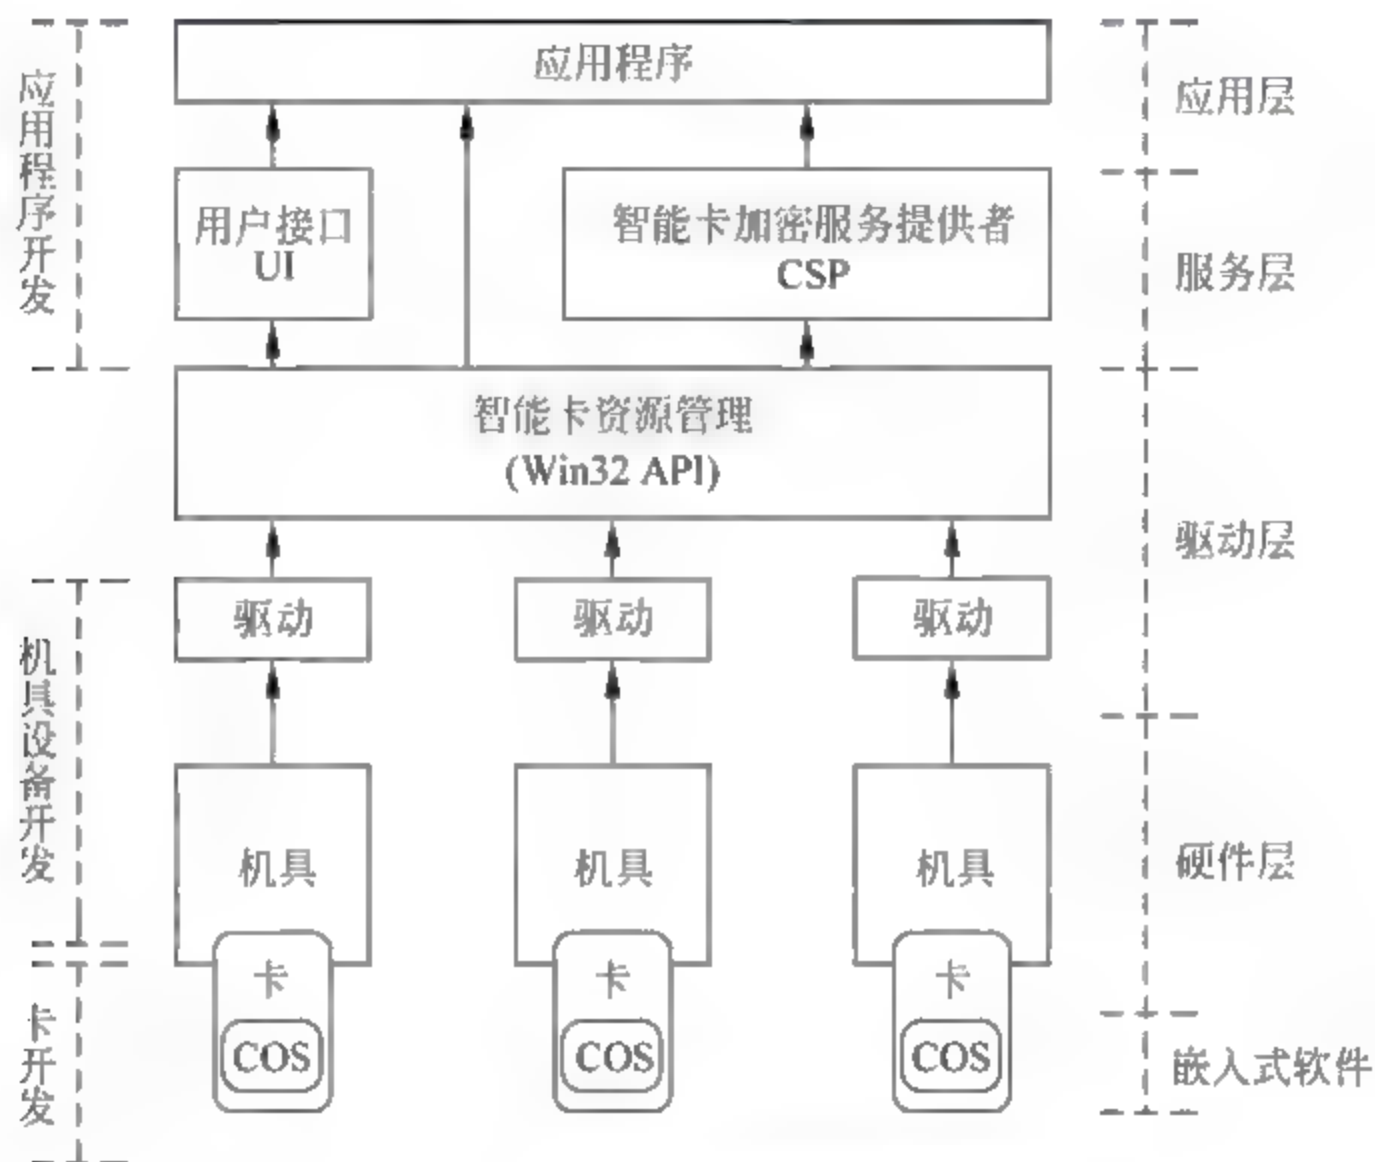 应用程序
应用程序开发
应用层
用户接口
UI
智能卡加密服务提供者
CSP
服务层
智能卡资源管理
(Win32 API)
驱动层
驱动
驱动
驱动
机具设备开发
机具
机具
机具
硬件层
卡
卡
卡
卡开发
COS
COS
COS
嵌入式软件